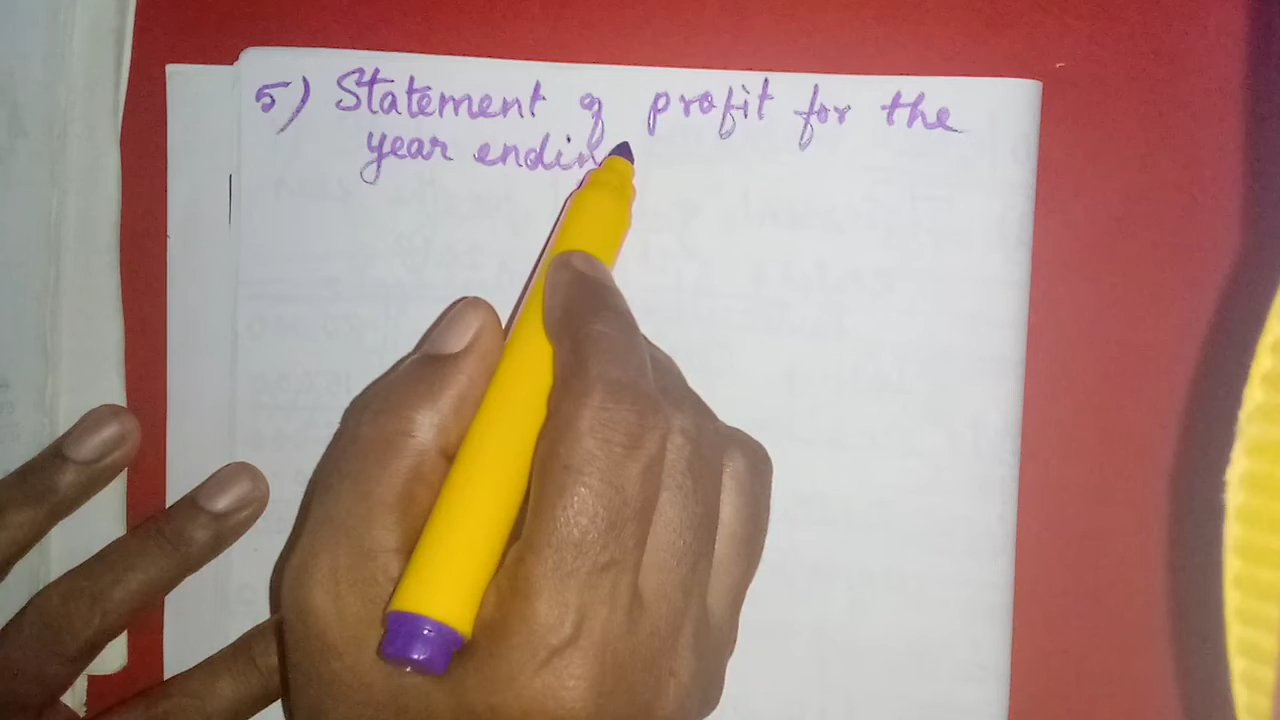 5) Statement of profit for the
year endin